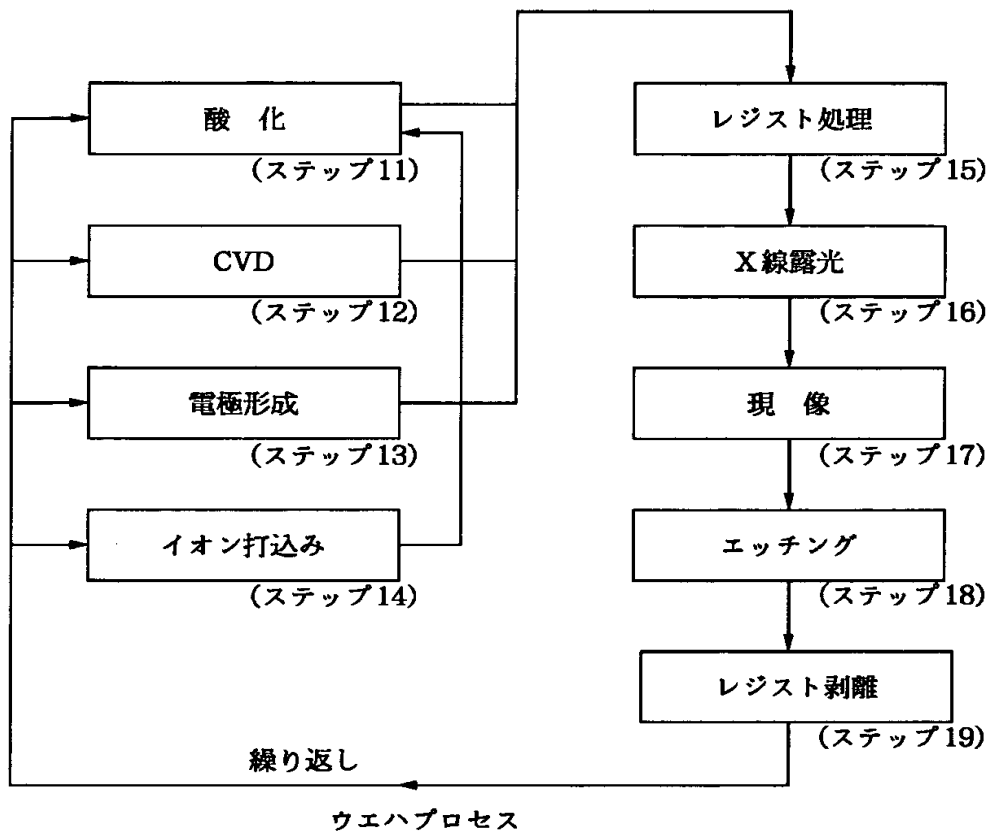 酸 化
(ステップ11)
CVD
(ステップ12)
電極形成
(ステップ13)
イオン打込み
(ステップ14)
レジスト処理
(ステップ15)
X線露光
(ステップ16)
現 像
(ステップ17)
エッチング
(ステップ18)
レジスト剥離
(ステップ19)
繰り返し
ウエハプロセス